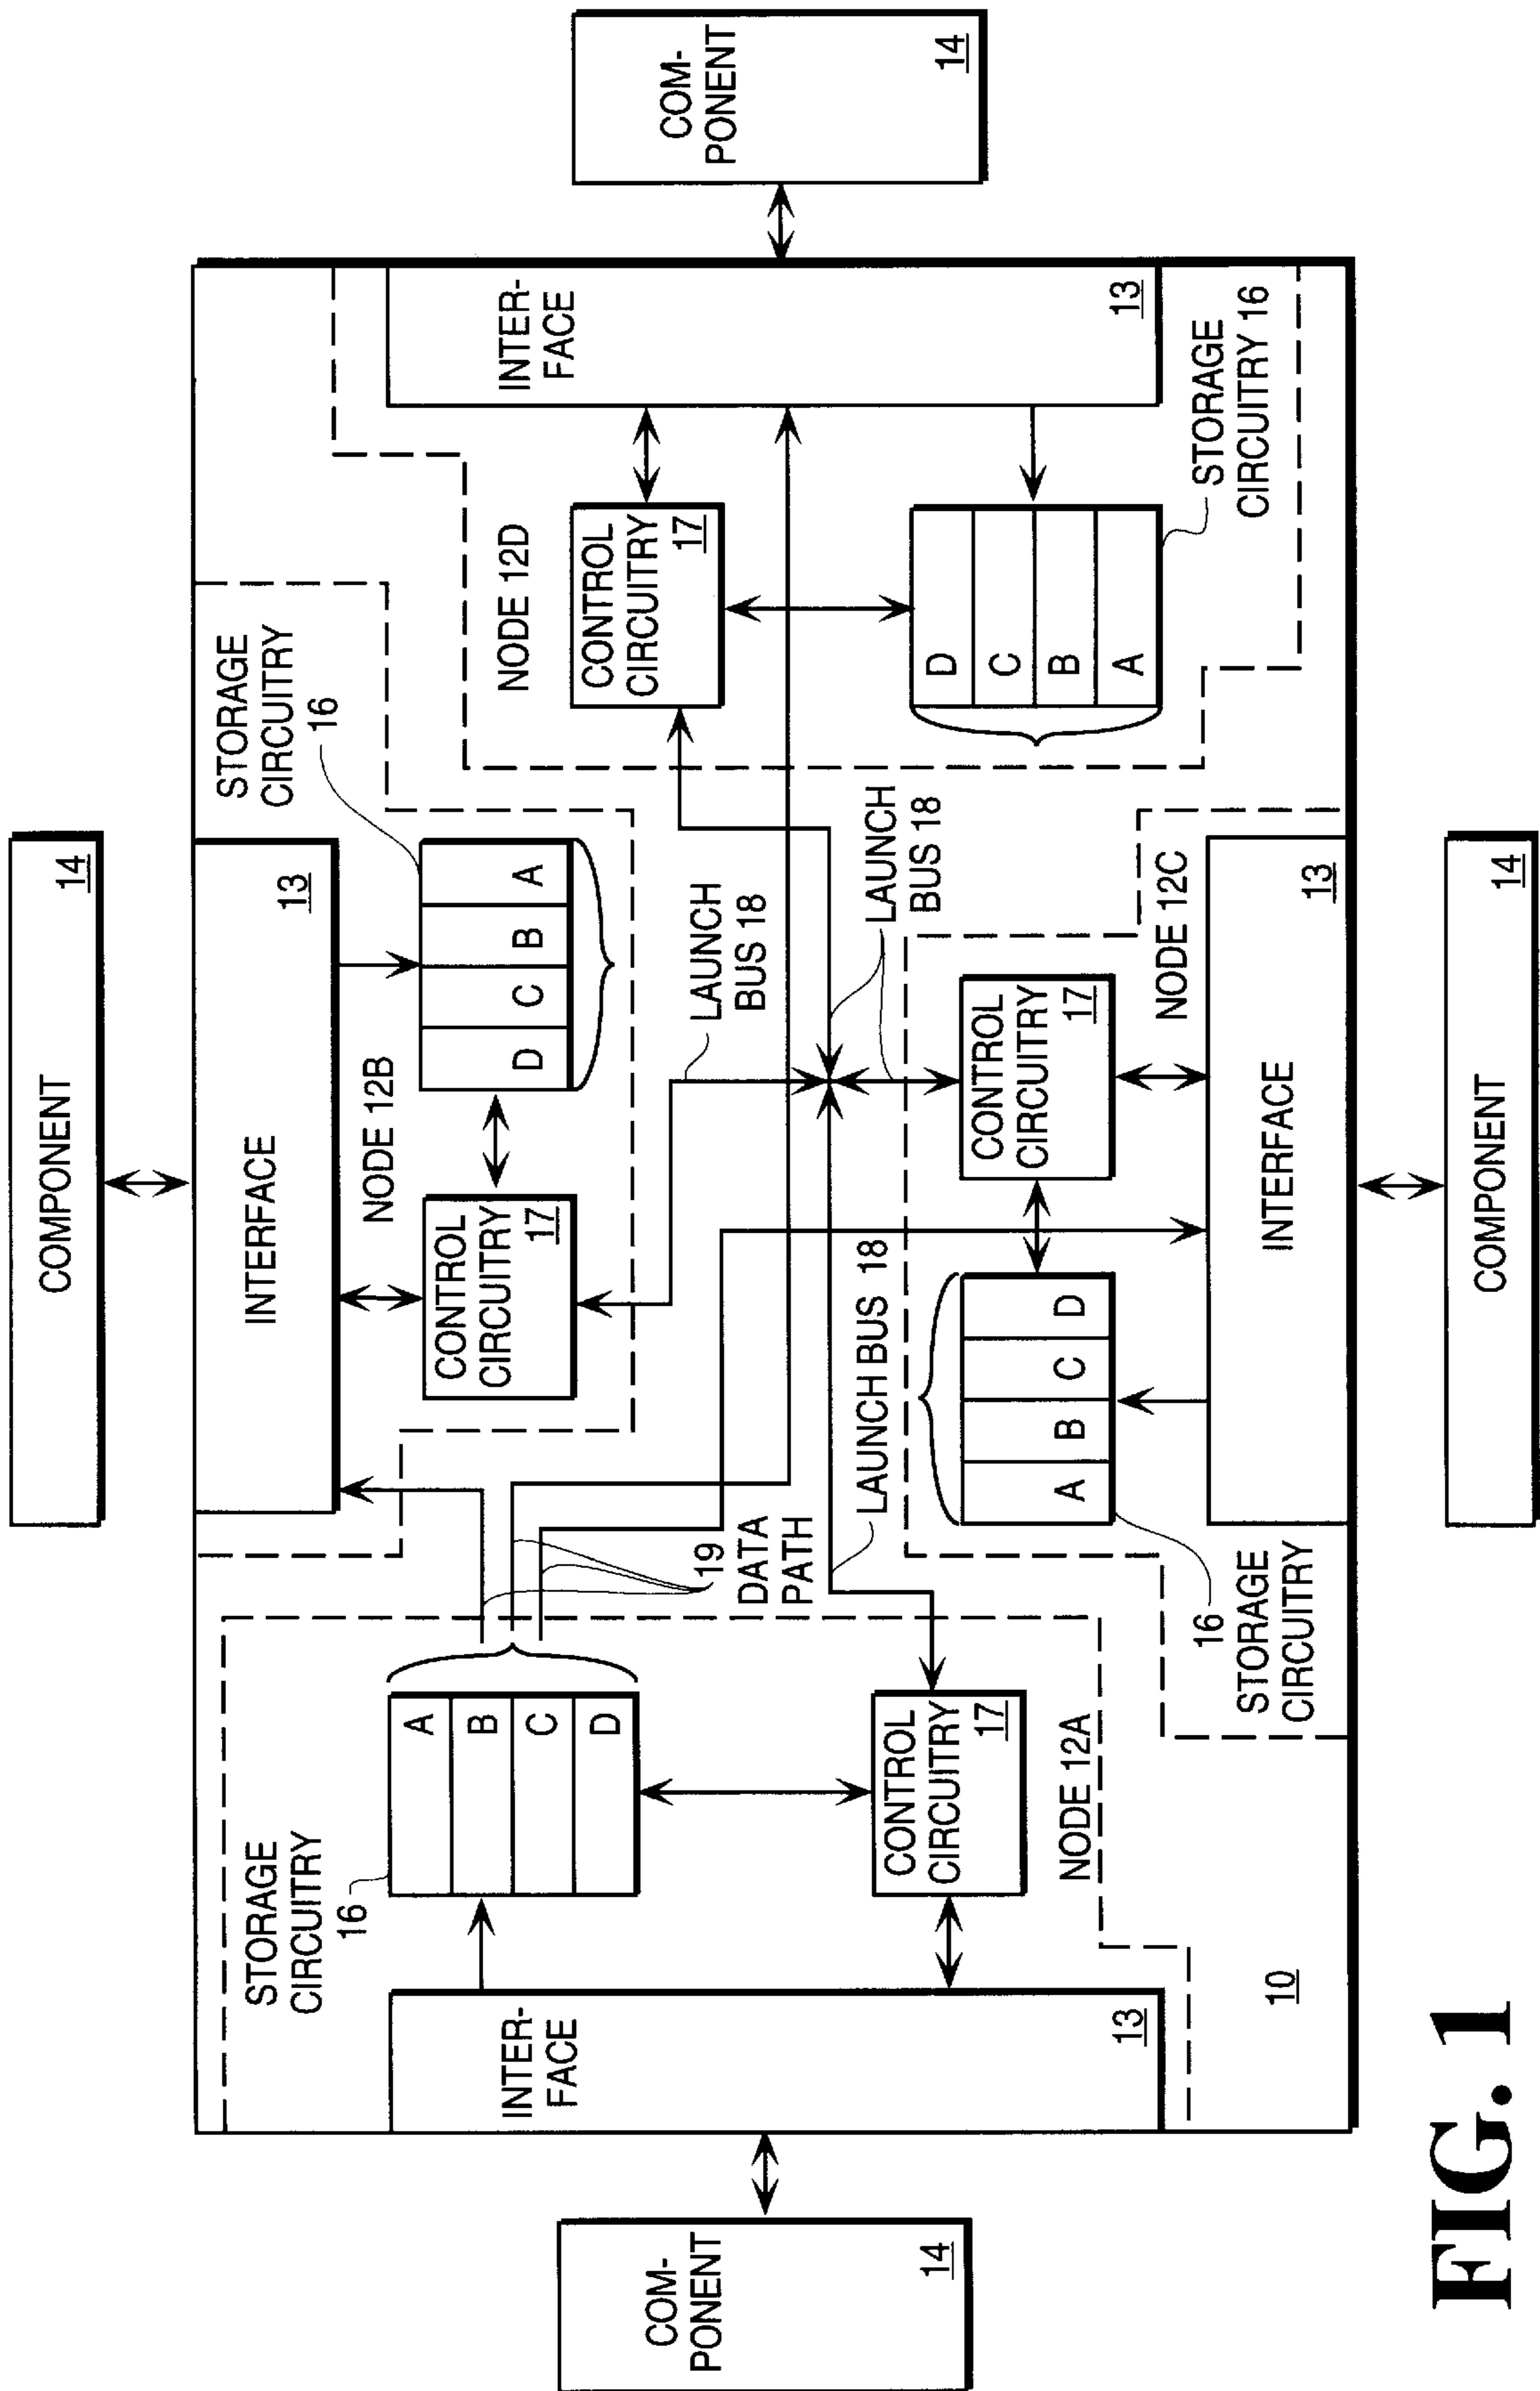 COMPONENT
14
COM-
PONENT
14
INTER-
FACE
13
STORAGE
CIRCUITRY
16
A
B
C
D
CONTROL
CIRCUITRY
17
NODE 12A
10
19
DATA
PATH
INTERFACE
13
NODE 12B
CONTROL
CIRCUITRY
17
D
C
B
A
STORAGE
CIRCUITRY
16
LAUNCH
BUS 18
LAUNCH
BUS 18
LAUNCH BUS 18
NODE 12D
CONTROL
CIRCUITRY
17
D
C
B
A
STORAGE
CIRCUITRY 16
INTER-
FACE
13
COM-
PONENT
14
A
B
C
D
16
STORAGE
CIRCUITRY
CONTROL
CIRCUITRY
17
NODE 12C
INTERFACE
13
COMPONENT
14
FIG. 1